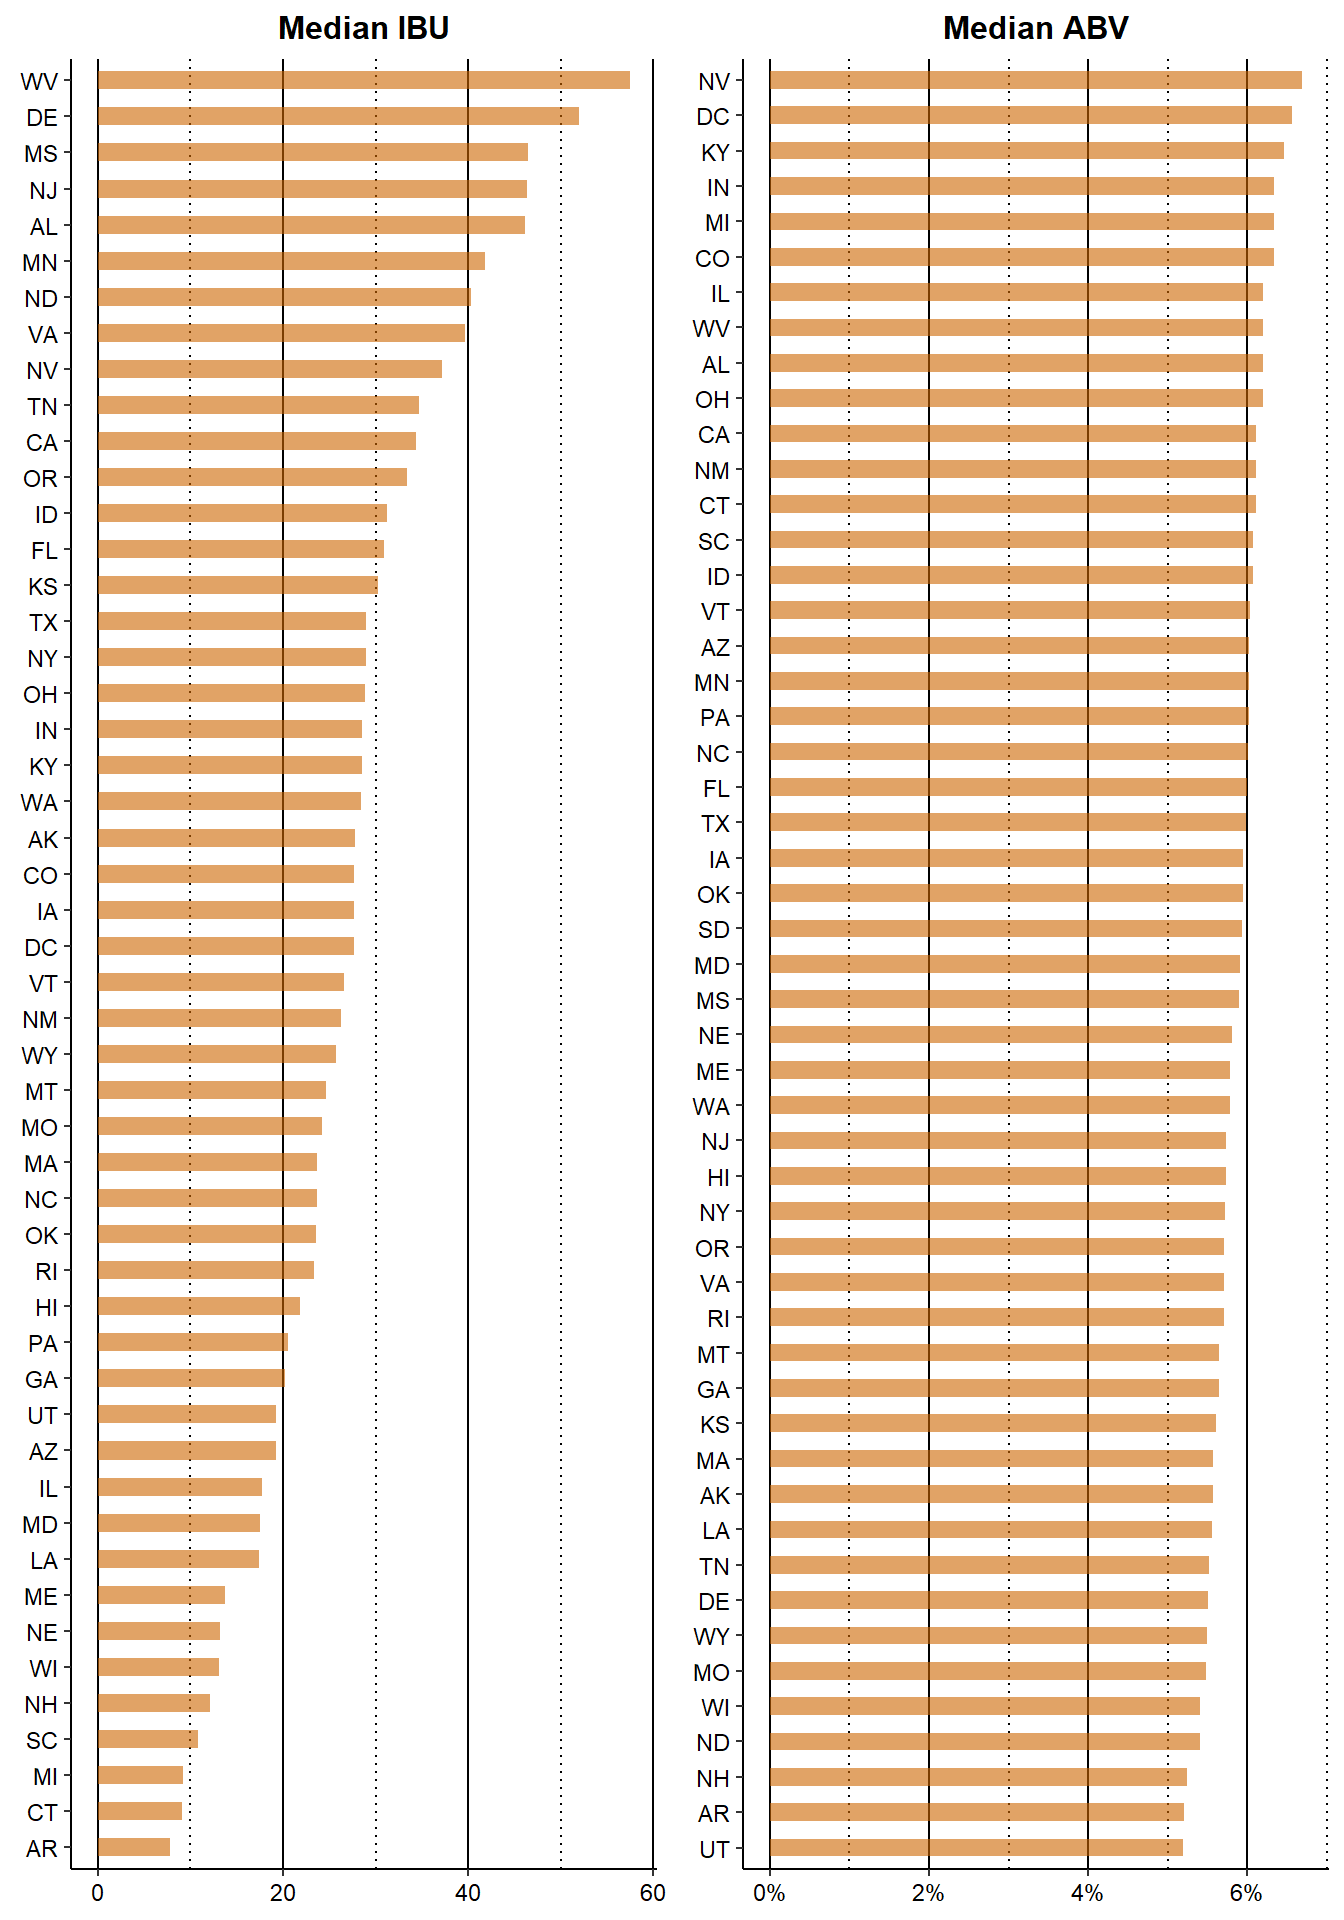 Median IBU
WV
DE
MS
NJ
AL
MN
ND
VA
NV
TN
CA
OR
ID
FL
KS
TX
NY
OH
IN
KY
WA
AK
CO
IA
DC
VT
NM
WY
MT
MO
MA
NC
OK
RI
HI
PA
GA
UT
AZ
IL
MD
LA
ME
NE
WI
NH
SC
MI
CT
AR
0 20 40 60
Median ABV
NV
DC
KY
IN
MI
CO
IL
WV
AL
OH
CA
NM
CT
SC
ID
VT
AZ
MN
PA
NC
FL
TX
IA
OK
SD
MD
MS
NE
ME
WA
NJ
HI
NY
OR
VA
RI
MT
GA
KS
MA
AK
LA
TN
DE
WY
MO
WI
ND
NH
AR
UT
0% 2% 4% 6%